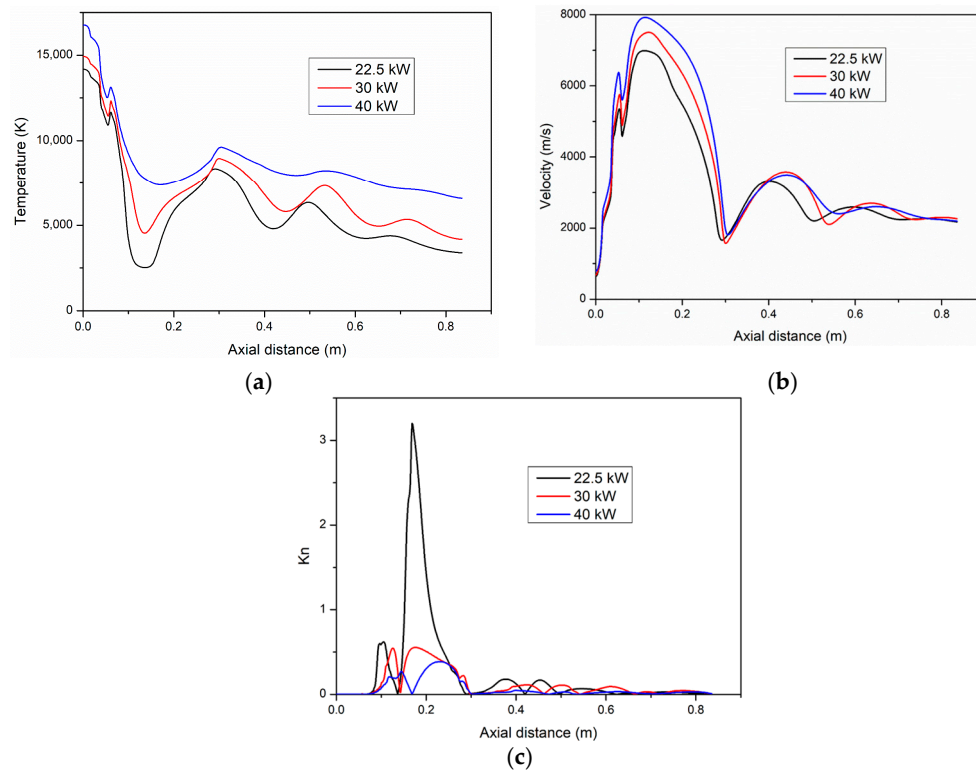 15,000
10,000
5,000
0
Temperature (K)
22.5 kW
30 kW
40 kW
0.0 0.2 0.4 0.6 0.8
Axial distance (m)
(a)
8000
6000
4000
2000
0
Velocity (m/s)
22.5 kW
30 kW
40 kW
0.0 0.2 0.4 0.6 0.8
Axial distance (m)
(b)
3
2
1
0
Kn
22.5 kW
30 kW
40 kW
0.0 0.2 0.4 0.6 0.8
Axial distance (m)
(c)